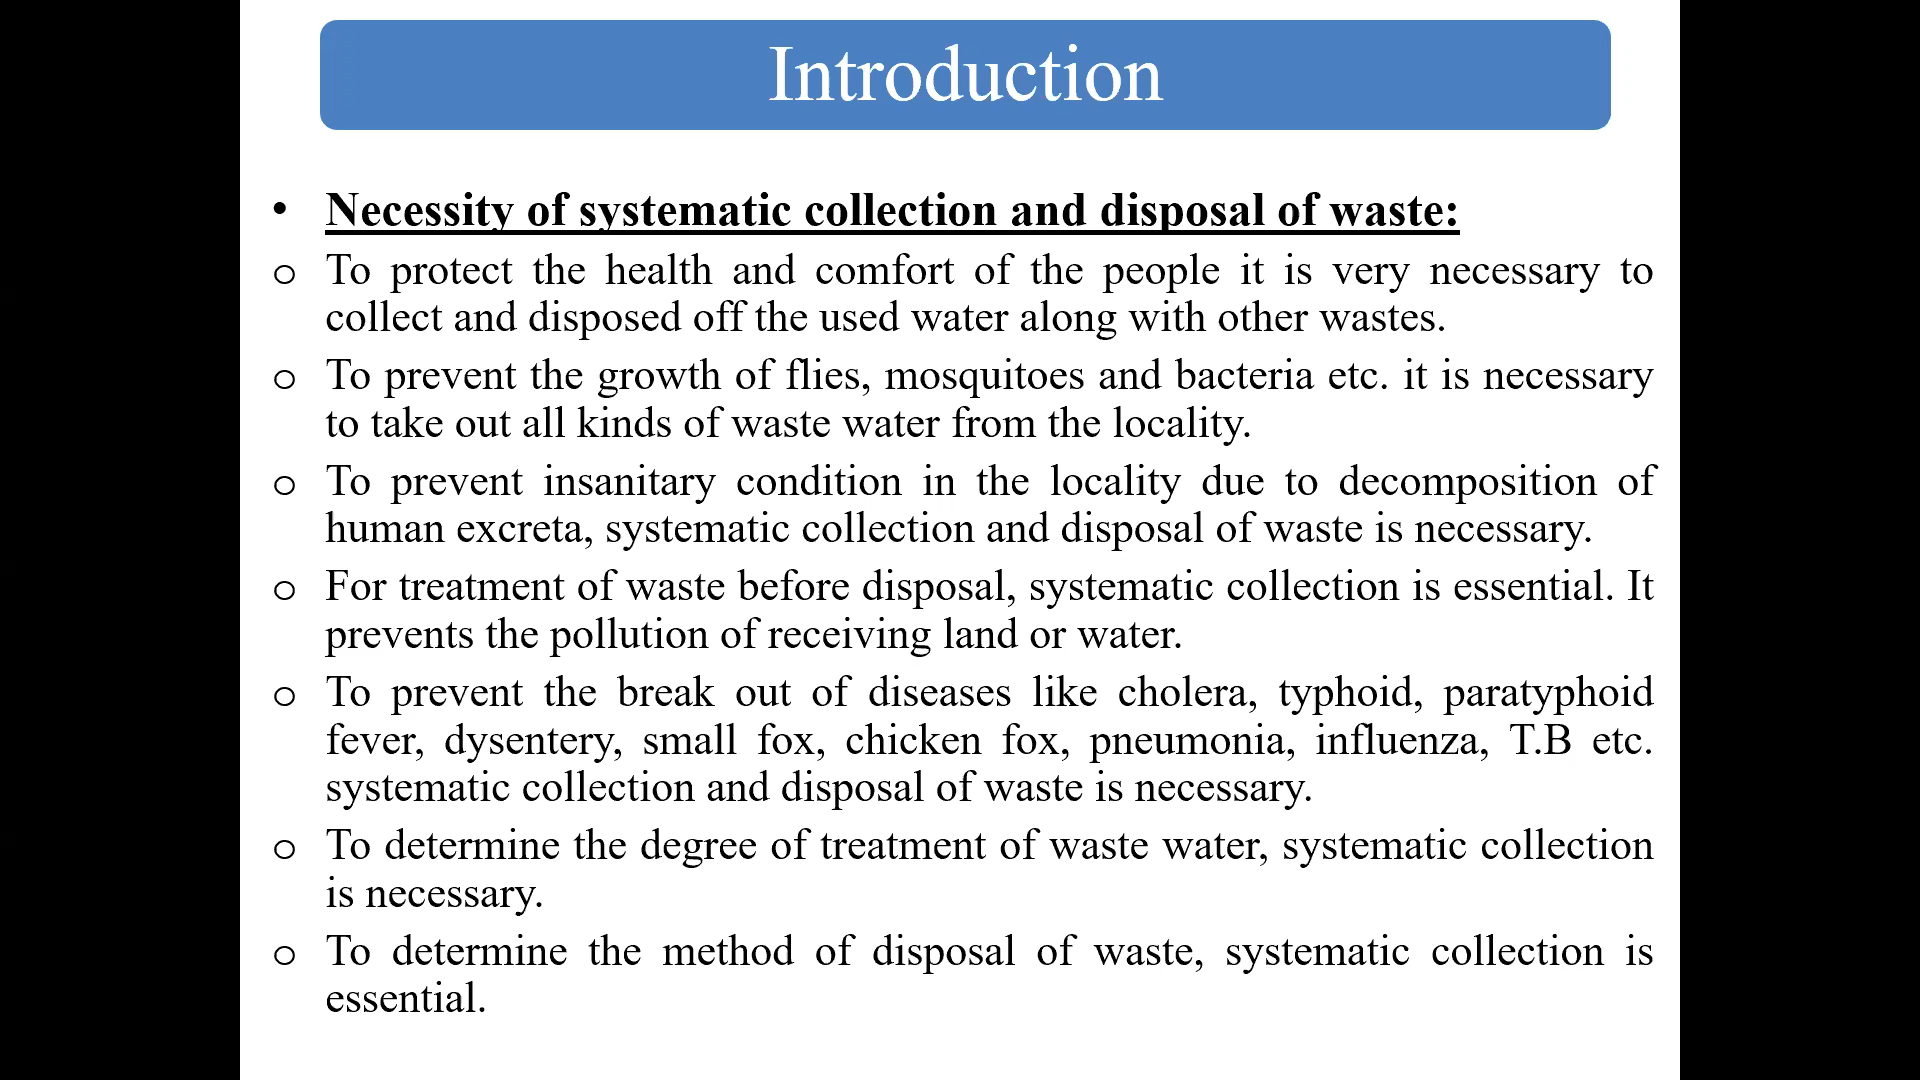 Introduction
• Necessity of systematic collection and disposal of waste:
o To protect the health and comfort of the people it is very necessary to
collect and disposed off the used water along with other wastes.
o To prevent the growth of flies, mosquitoes and bacteria etc. it is necessary
to take out all kinds of waste water from the locality.
o To prevent insanitary condition in the locality due to decomposition of
human excreta, systematic collection and disposal of waste is necessary.
o For treatment of waste before disposal, systematic collection is essential. It
prevents the pollution of receiving land or water.
o To prevent the break out of diseases like cholera, typhoid, paratyphoid
fever, dysentery, small fox, chicken fox, pneumonia, influenza, T.B etc.
systematic collection and disposal of waste is necessary.
o To determine the degree of treatment of waste water, systematic collection
is necessary.
o To determine the method of disposal of waste, systematic collection is
essential.